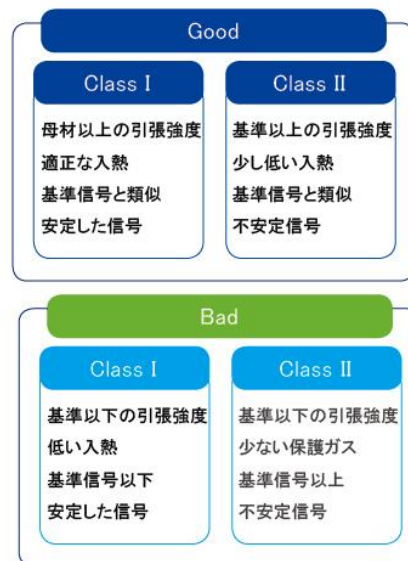 Good
Class Ⅰ
母材以上の引張強度
適正な入熱
基準信号と類似
安定した信号
Class Ⅱ
基準以上の引張強度
少し低い入熱
基準信号と類似
不安定信号
Bad
Class Ⅰ
基準以下の引張強度
低い入熱
基準信号以下
安定した信号
Class Ⅱ
基準以下の引張強度
少ない保護ガス
基準信号以上
不安定信号